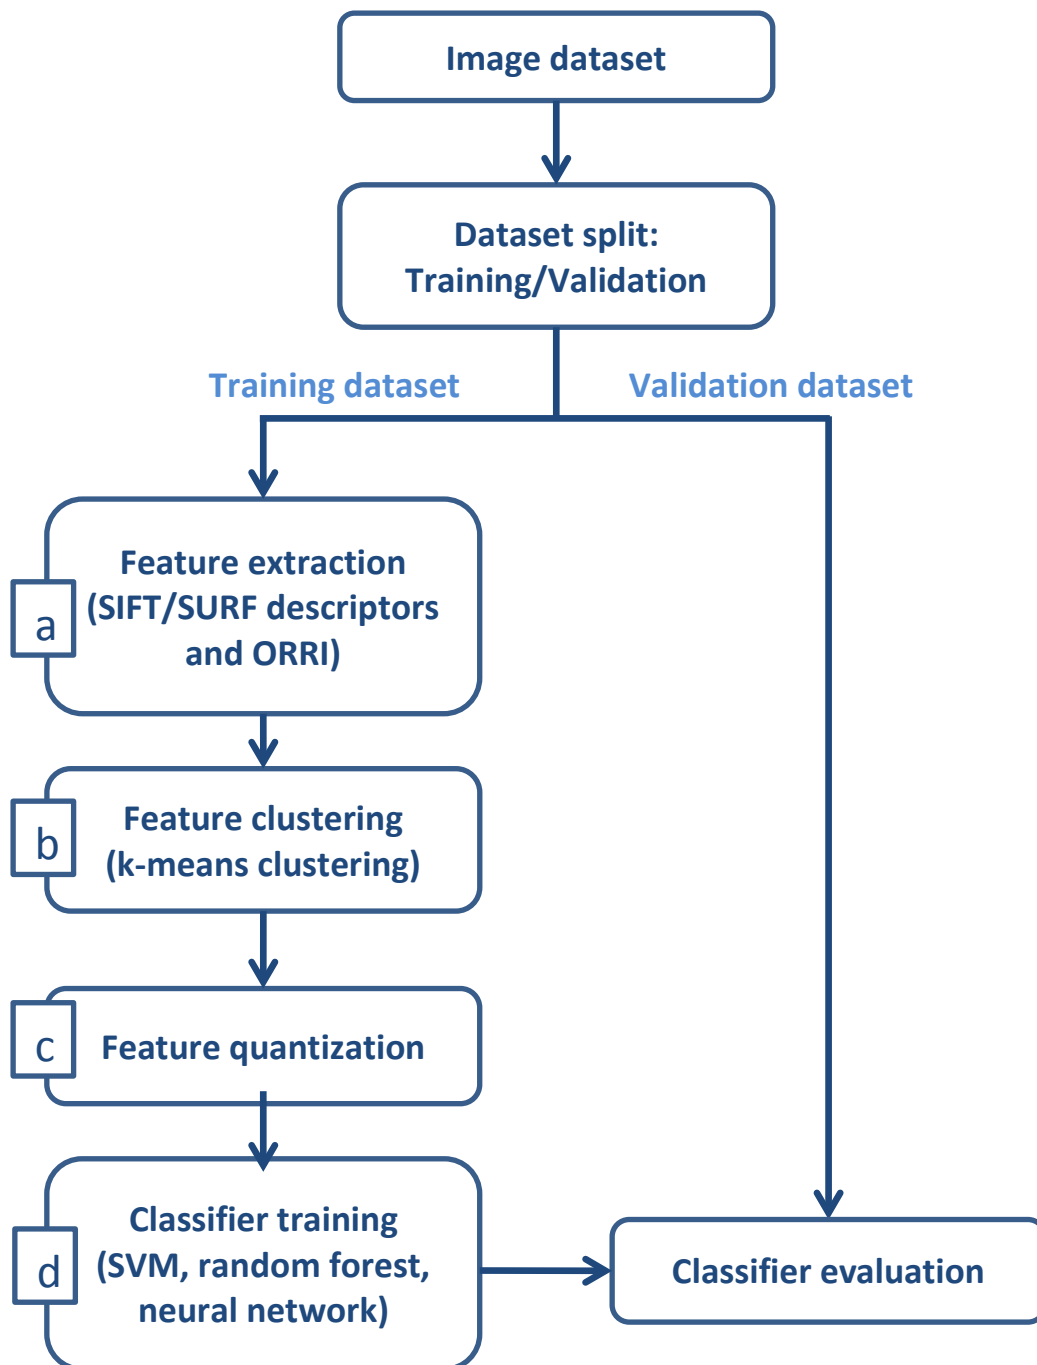 Image dataset
Dataset split:
Training/Validation
Training dataset
Validation dataset
a
Feature extraction
(SIFT/SURF descriptors
and ORRI)
b
Feature clustering
(k-means clustering)
c
Feature quantization
d
Classifier training
(SVM, random forest,
neural network)
Classifier evaluation